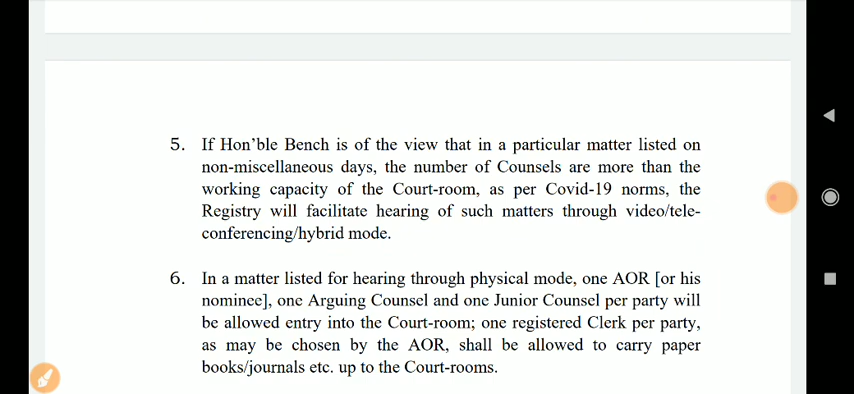 5. If Hon’ble Bench is of the view that in a particular matter listed on
non-miscellaneous days, the number of Counsels are more than the
working capacity of the Court-room, as per Covid-19 norms, the
Registry will facilitate hearing of such matters through video/tele-
conferencing/hybrid mode.
6. In a matter listed for hearing through physical mode, one AOR [or his
nominee], one Arguing Counsel and one Junior Counsel per party will
be allowed entry into the Court-room; one registered Clerk per party,
as may be chosen by the AOR, shall be allowed to carry paper
books/journals etc. up to the Court-rooms.